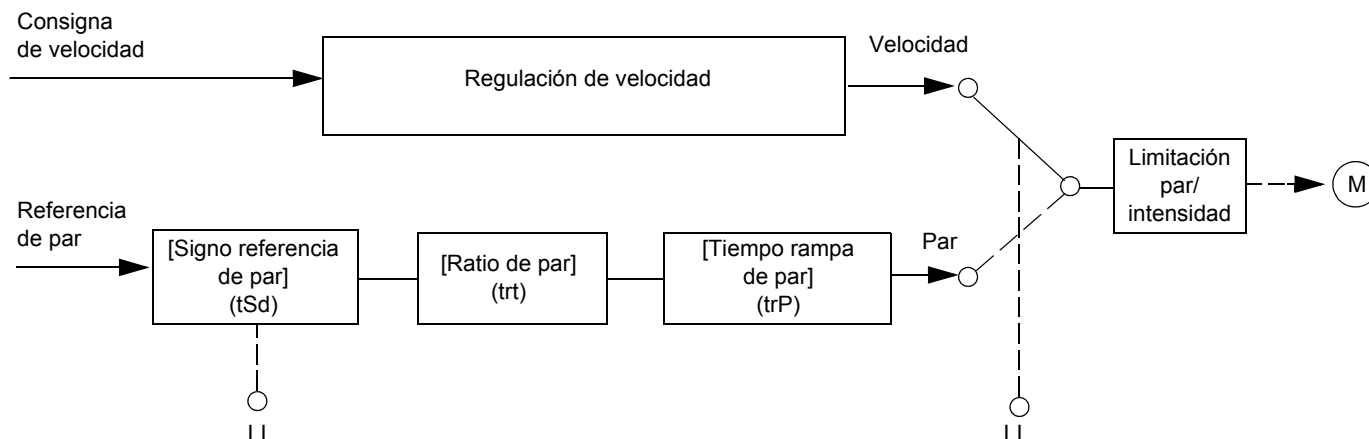 Consigna
de velocidad
Regulación de velocidad
Velocidad
Limitación
par/
intensidad
M
Referencia
de par
[Signo referencia
de par]
(tSd)
[Ratio de par]
(trt)
[Tiempo rampa
de par]
(trP)
Par